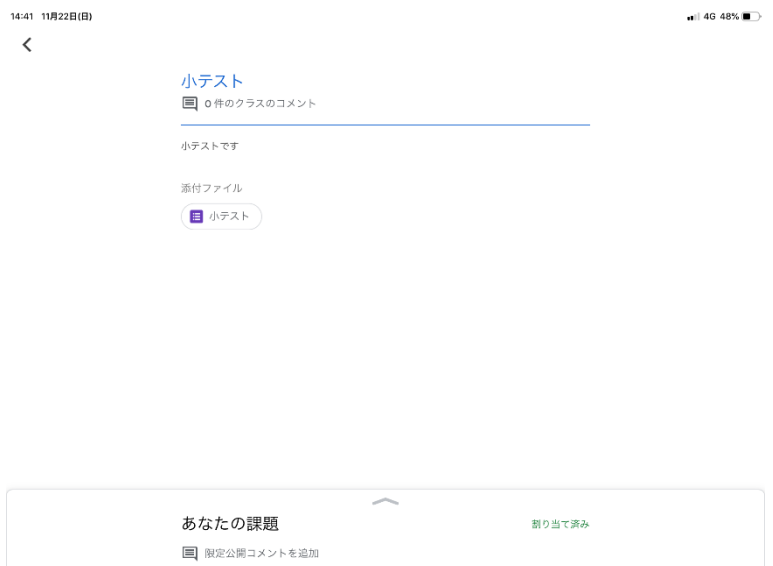 14:41 11月22日(日) 4G 48%
小テスト
0 件のクラスのコメント
小テストです
添付ファイル
小テスト
あなたの課題 割り当て済み
限定公開コメントを追加